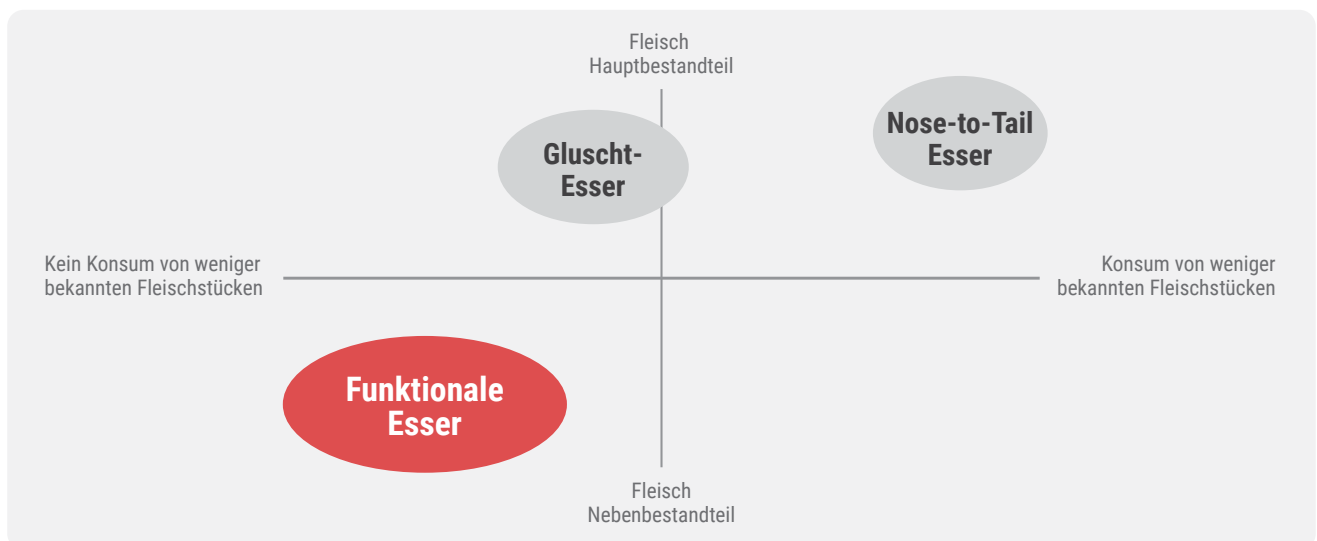 Fleisch
Hauptbestandteil
Nose-to-Tail
Esser
Gluscht-
Esser
Kein Konsum von weniger
bekannten Fleischstücken
Konsum von weniger
bekannten Fleischstücken
Funktionale
Esser
Fleisch
Nebenbestandteil